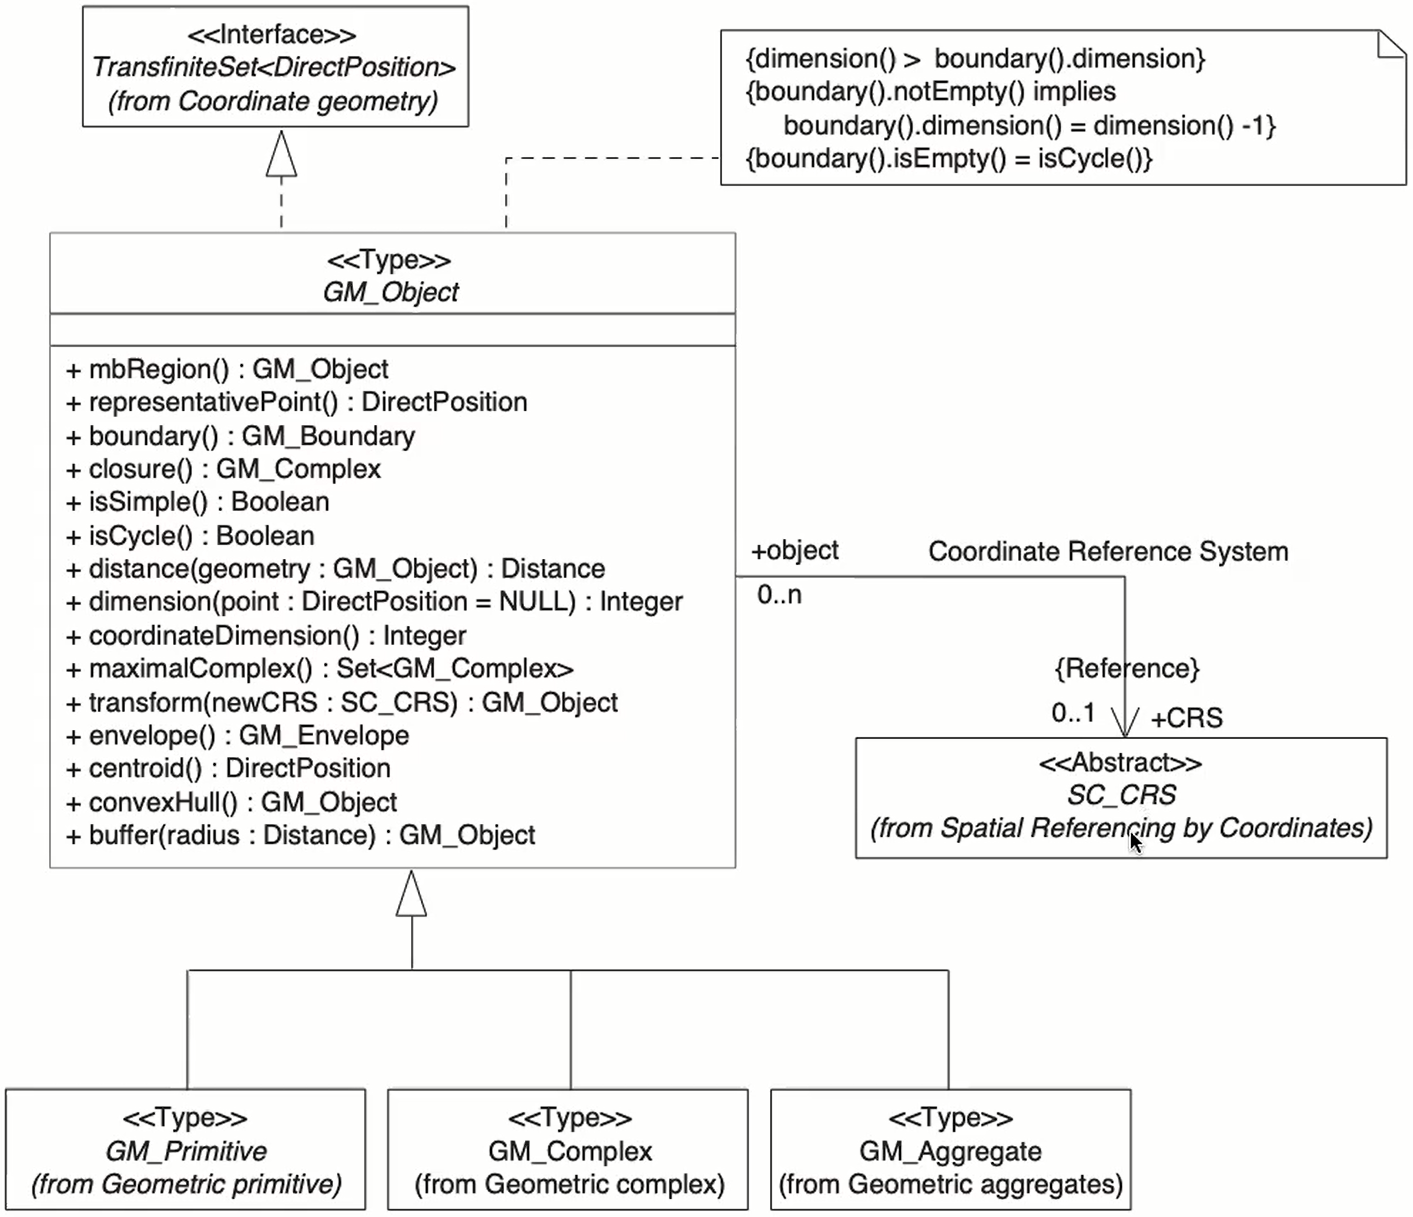 <<Interface>>
TransfiniteSet<DirectPosition>
(from Coordinate geometry)
{dimension() >  boundary().dimension}
{boundary().notEmpty() implies
boundary().dimension() = dimension() -1}
{boundary().isEmpty() = isCycle()}
<<Type>>
GM_Object
+ mbRegion() : GM_Object
+ representativePoint() : DirectPosition
+ boundary() : GM_Boundary
+ closure() : GM_Complex
+ isSimple() : Boolean
+ isCycle() : Boolean
+ distance(geometry : GM_Object) : Distance
+ dimension(point : DirectPosition = NULL) : Integer
+ coordinateDimension() : Integer
+ maximalComplex() : Set<GM_Complex>
+ transform(newCRS : SC_CRS) : GM_Object
+ envelope() : GM_Envelope
+ centroid() : DirectPosition
+ convexHull() : GM_Object
+ buffer(radius : Distance) : GM_Object
+object
0..n
Coordinate Reference System
{Reference}
0..1
+CRS
<<Abstract>>
SC_CRS
(from Spatial Referencing by Coordinates)
<<Type>>
GM_Primitive
(from Geometric primitive)
<<Type>>
GM_Complex
(from Geometric complex)
<<Type>>
GM_Aggregate
(from Geometric aggregates)